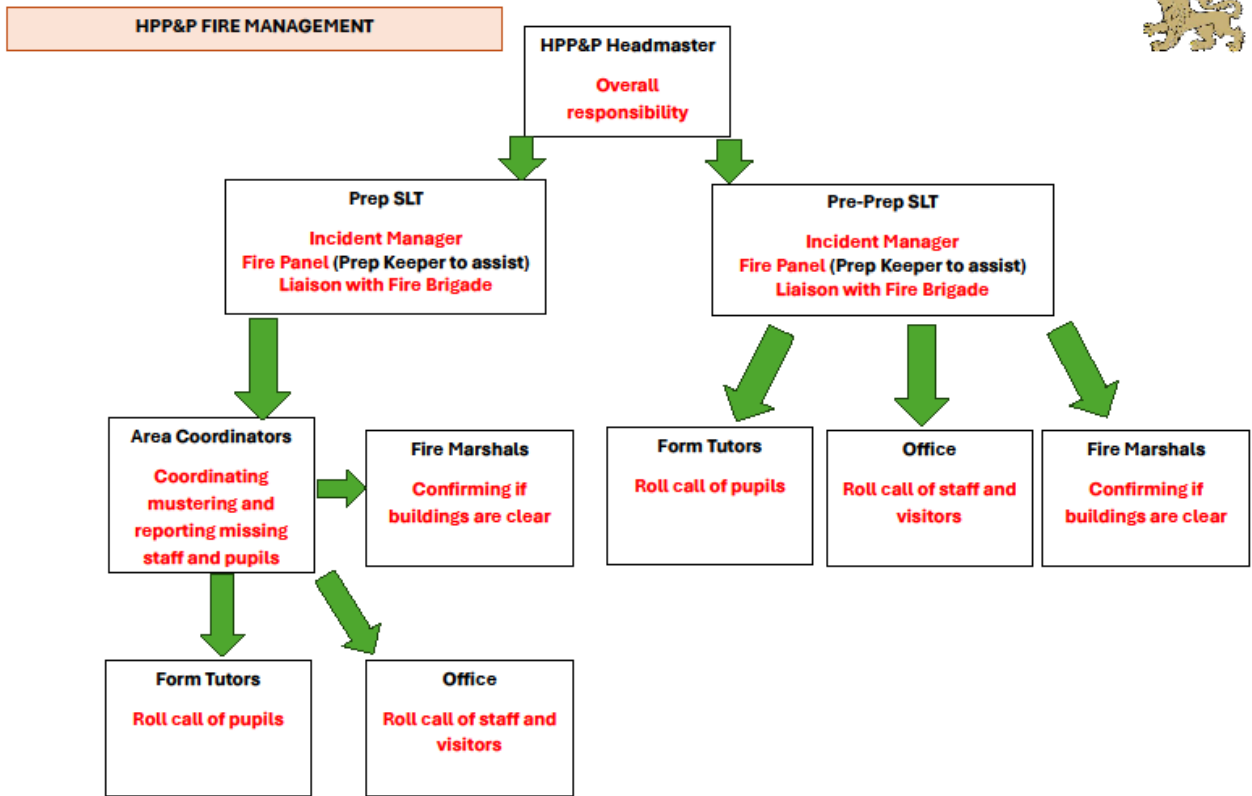 HPP&P FIRE MANAGEMENT
HPP&P Headmaster
Overall
responsibility
Prep SLT
Incident Manager
Fire Panel (Prep Keeper to assist)
Liaison with Fire Brigade
Pre-Prep SLT
Incident Manager
Fire Panel (Prep Keeper to assist)
Liaison with Fire Brigade
Area Coordinators
Coordinating
mustering and
reporting missing
staff and pupils
Fire Marshals
Confirming if
buildings are clear
Form Tutors
Roll call of pupils
Office
Roll call of staff and
visitors
Fire Marshals
Confirming if
buildings are clear
Form Tutors
Roll call of pupils
Office
Roll call of staff and
visitors